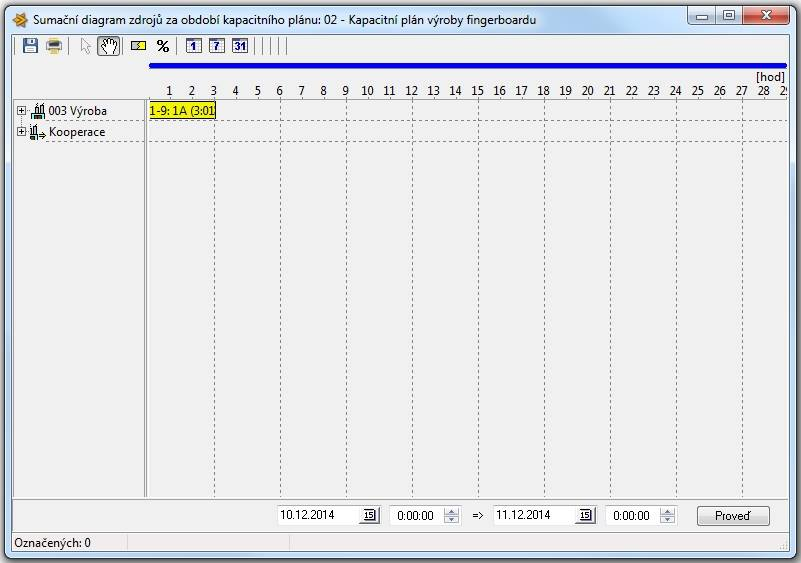 Sumační diagram zdrojů za období kapacitního plánu: 02 - Kapacitní plán výroby fingerboardu
% 1 7 31
[hod]
1 2 3 4 5 6 7 8 9 10 11 12 13 14 15 16 17 18 19 20 21 22 23 24 25 26 27 28
003 Výroba 1-9: 1A (3:01
Kooperace
10.12.2014 15 0:00:00 => 11.12.2014 15 0:00:00 Proveď
Označených: 0